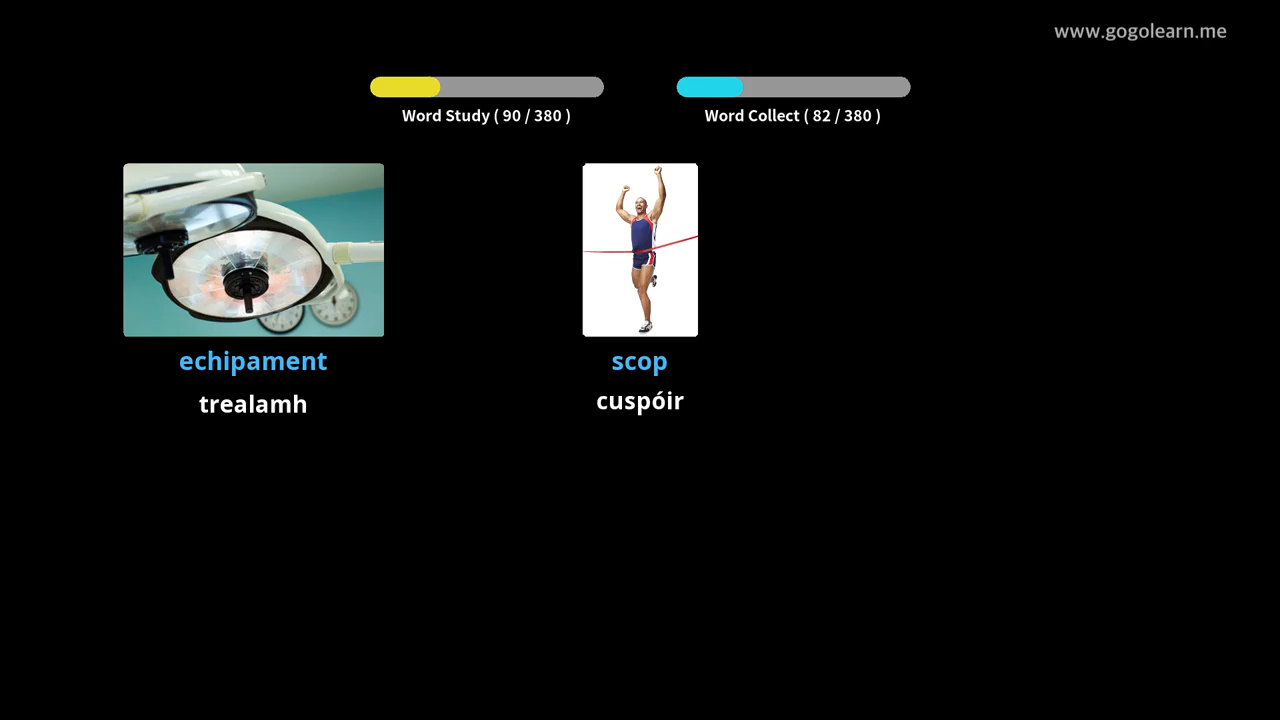 www.gogolearn.me
Word Study ( 90 / 380 )
Word Collect ( 82 / 380 )
echipament
trealamh
scop
cuspóir